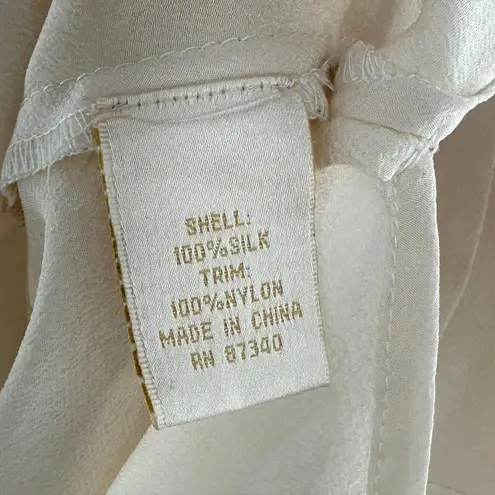 SHELL:
100%SILK
TRIM:
100%NYLON
MADE IN CHINA
RN 87340